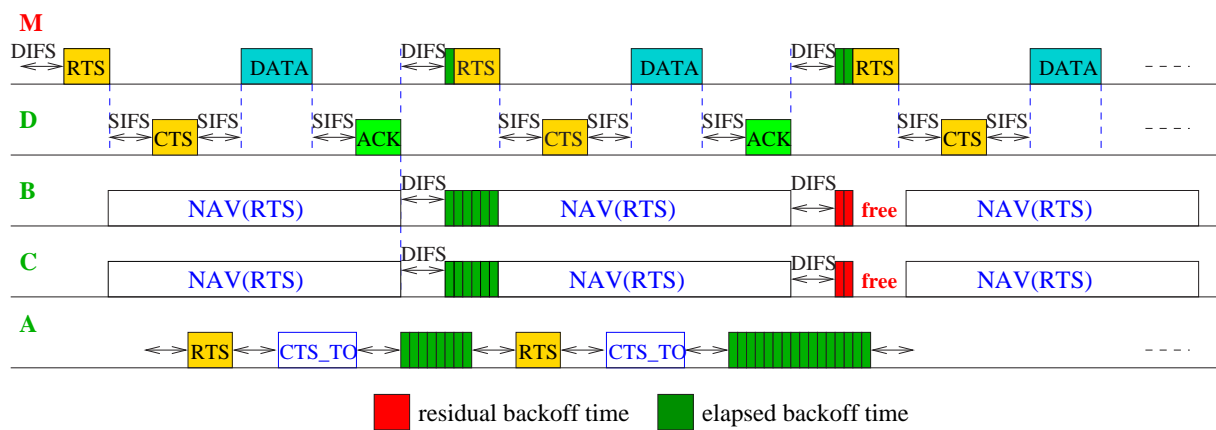 M
DIFS RTS DATA DIFS RTS DATA DIFS RTS DATA
D SIFS CTS SIFS SIFS ACK SIFS CTS SIFS SIFS ACK SIFS CTS SIFS
B NAV(RTS) DIFS NAV(RTS) DIFS free NAV(RTS)
C NAV(RTS) DIFS NAV(RTS) DIFS free NAV(RTS)
A RTS CTS_TO RTS CTS_TO
residual backoff time elapsed backoff time